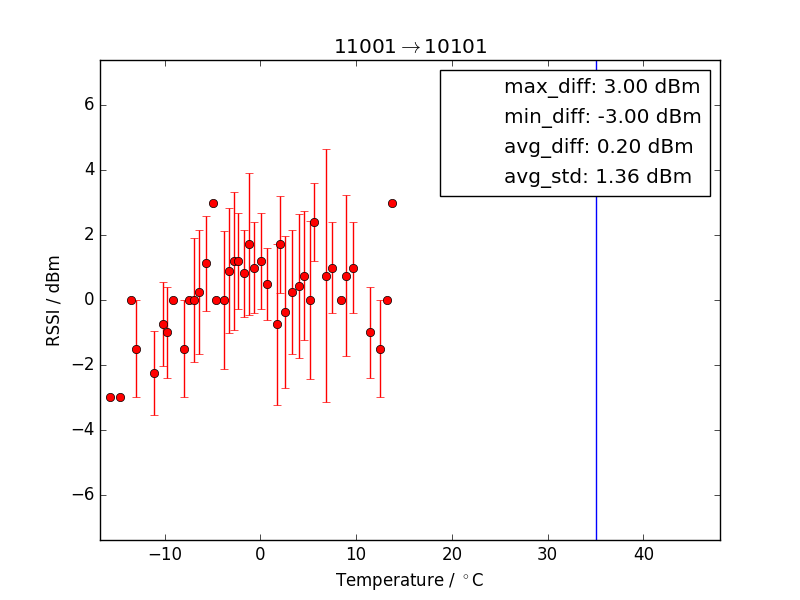 11001→10101
max_diff: 3.00 dBm
min_diff: -3.00 dBm
avg_diff: 0.20 dBm
avg_std: 1.36 dBm
RSSI / dBm
6
4
2
0
−2
−4
−6
−10 0 10 20 30 40
Temperature / °C